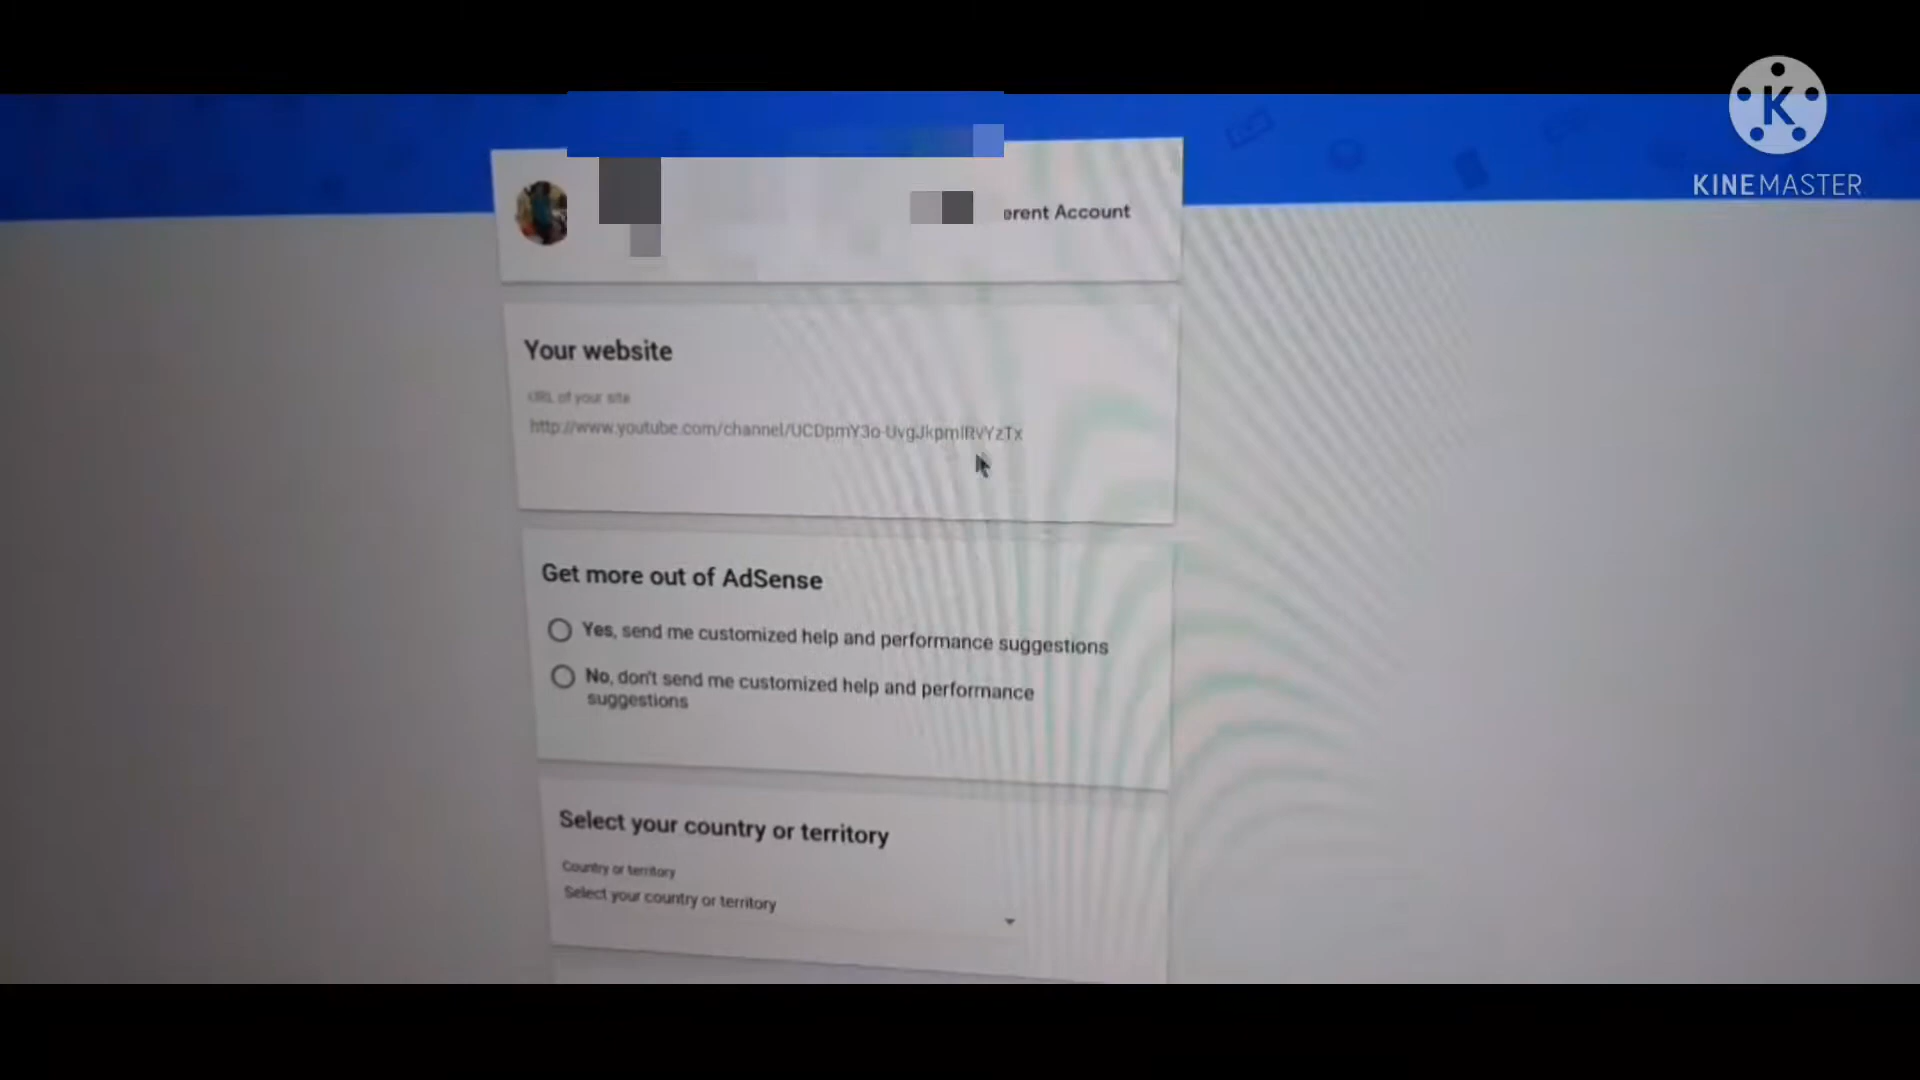 KINEMASTER
erent Account
Your website
URL of your site
http://www.youtube.com/channel/UCDpmY3o-UvgJkpmIRVYzTx
Get more out of AdSense
Yes, send me customized help and performance suggestions
No, don't send me customized help and performance
suggestions
Select your country or territory
Country or territory
Select your country or territory